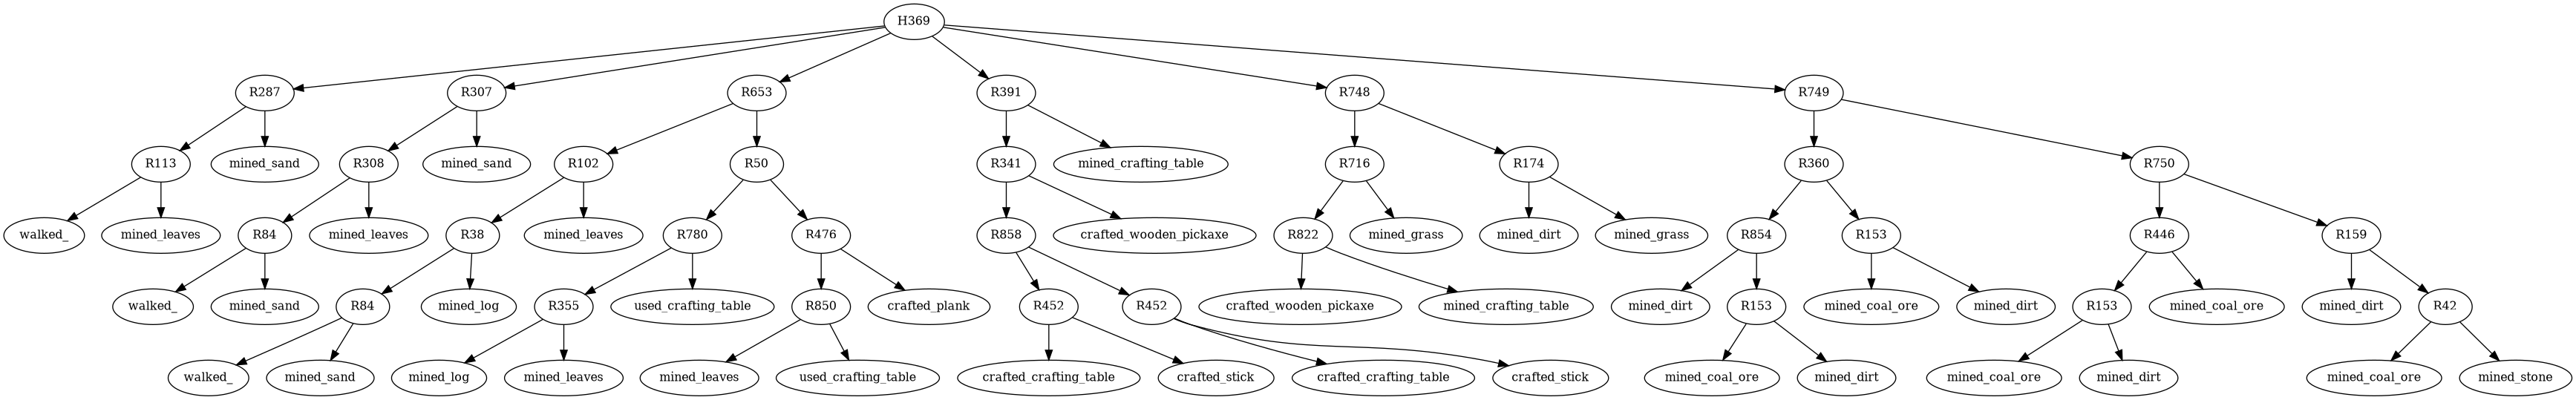 H369
R287 R307 R653 R391 R748 R749
R113 mined_sand R308 mined_sand R102 R50 R341 mined_crafting_table R716 R174 R360 R750
walked_ mined_leaves R84 mined_leaves R38 mined_leaves R780 R476 R858 crafted_wooden_pickaxe R822 mined_grass mined_dirt mined_grass R854 R153 R446 R159
walked_ mined_sand R84 mined_log R355 used_crafting_table R850 crafted_plank R452 R452 crafted_wooden_pickaxe mined_crafting_table mined_dirt R153 mined_coal_ore mined_dirt R153 mined_coal_ore mined_dirt R42
walked_ mined_sand mined_log mined_leaves mined_leaves used_crafting_table crafted_crafting_table crafted_stick crafted_crafting_table crafted_stick mined_coal_ore mined_dirt mined_coal_ore mined_dirt mined_coal_ore mined_stone